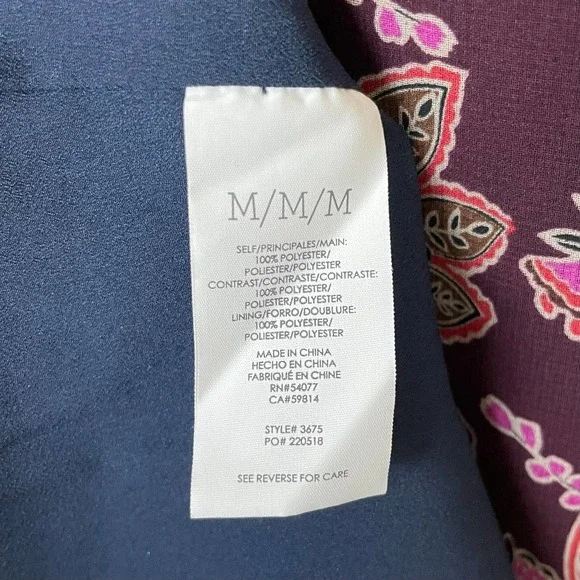 M/M/M
SELF/PRINCIPALES/MAIN:
100% POLYESTER/
POLIESTER/POLYESTER
CONTRAST/CONTRASTE/CONTRASTE:
100% POLYESTER/
POLIESTER/POLYESTER
LINING/FORRO/DOUBLURE:
100% POLYESTER/
POLIESTER/POLYESTER
MADE IN CHINA
HECHO EN CHINA
FABRIQUÉ EN CHINE
RN#54077
CA#59814
STYLE# 3675
PO# 220518
SEE REVERSE FOR CARE